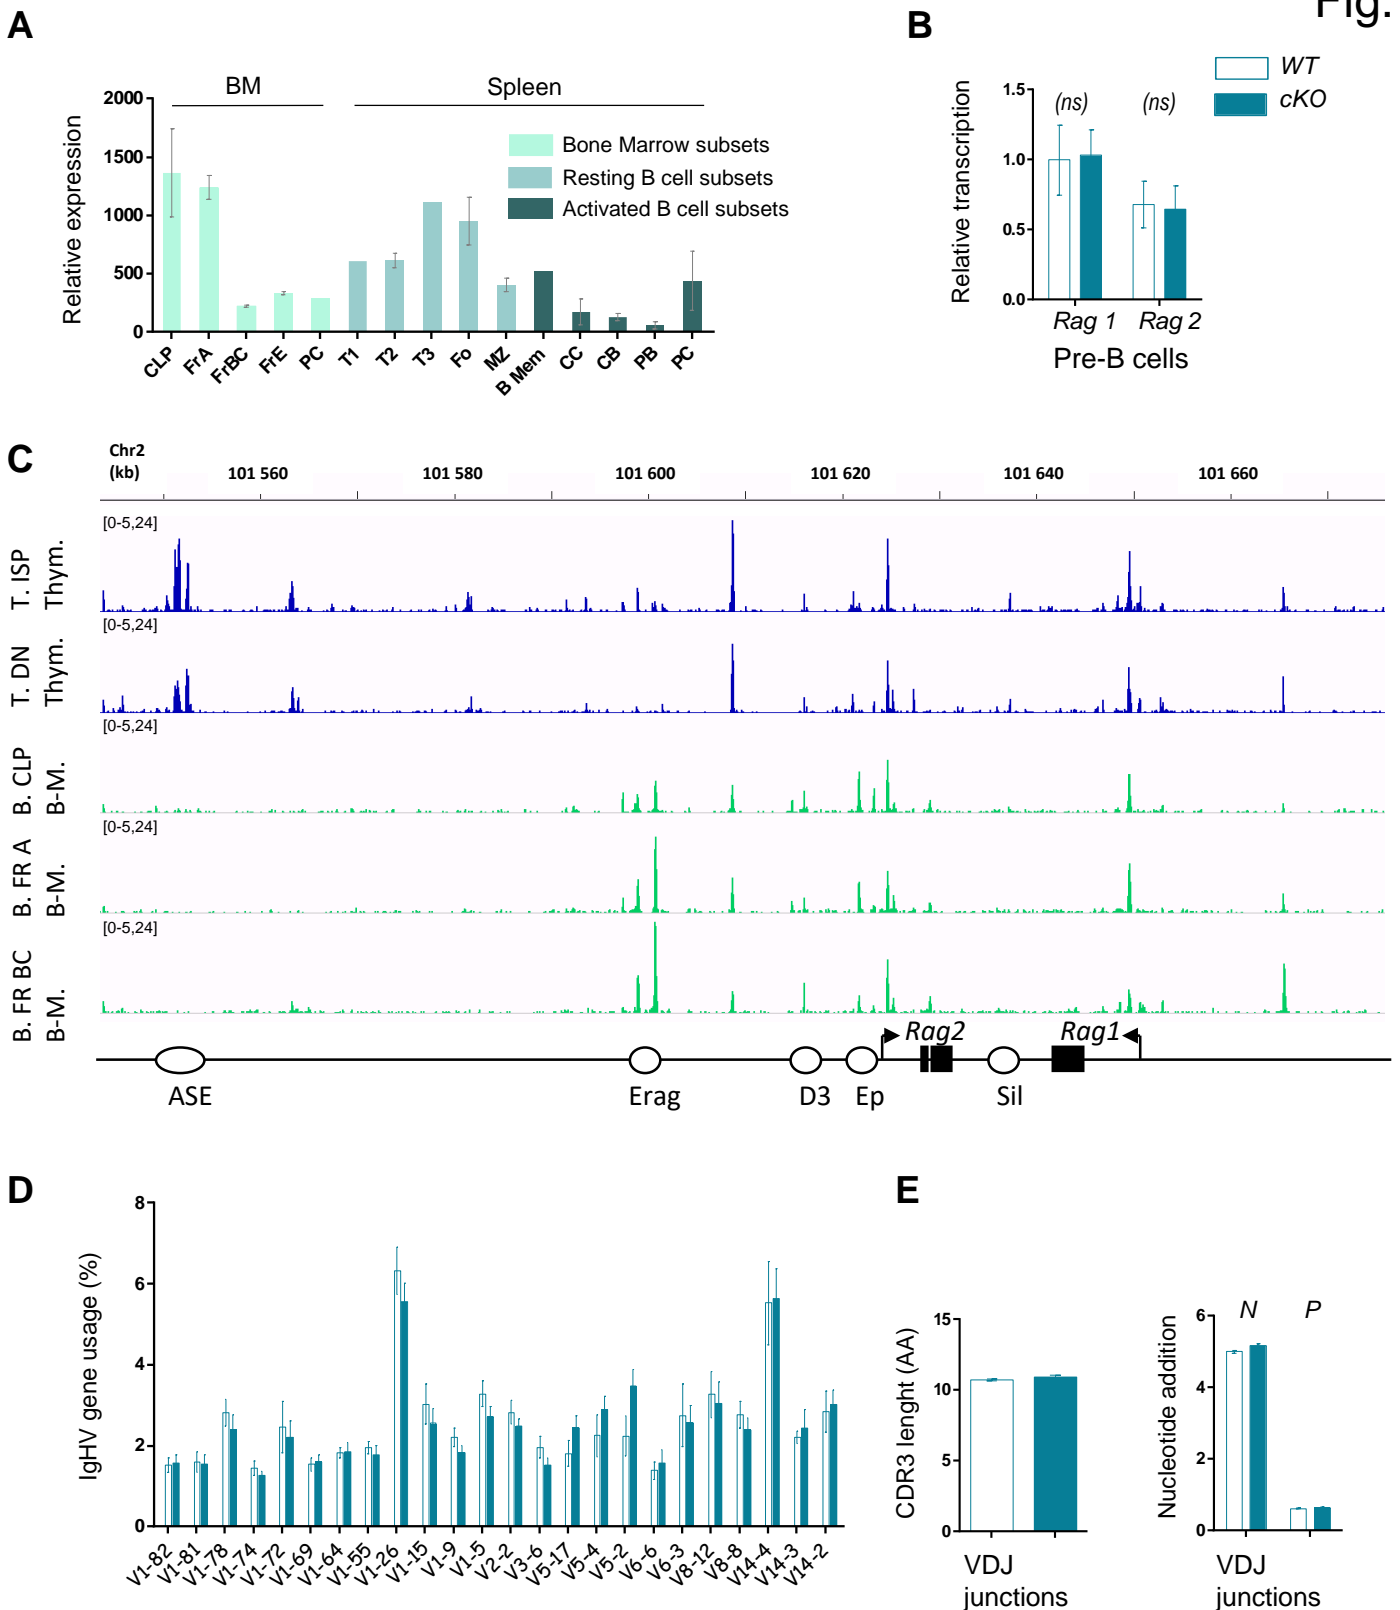 Fig.
A
BM
Spleen
Relative expression
2000
1500
1000
500
0
Bone Marrow subsets
Resting B cell subsets
Activated B cell subsets
CLP
FrA
FrBC
FrE
PC
T1
T2
T3
Fo
MZ
B Mem
CC
CB
PB
PC
B
WT
cKO
Relative transcription
1.5
1.0
0.5
0.0
(ns)
(ns)
Rag 1
Rag 2
Pre-B cells
C
Chr2
(kb)
101 560
101 580
101 600
101 620
101 640
101 660
T. ISP
Thym.
[0-5,24]
T. DN
Thym.
[0-5,24]
B. CLP
B-M.
[0-5,24]
B. FR A
B-M.
[0-5,24]
B. FR BC
B-M.
[0-5,24]
Rag2
Rag1
ASE
Erag
D3
Ep
Sil
D
IgHV gene usage (%)
8
6
4
2
0
V1-82
V1-81
V1-78
V1-74
V1-72
V1-69
V1-64
V1-55
V1-26
V1-15
V1-9
V1-5
V2-2
V3-6
V5-17
V5-4
V5-2
V6-6
V6-3
V8-12
V8-8
V14-4
V14-3
V14-2
E
CDR3 lenght (AA)
15
10
5
0
VDJ
junctions
Nucleotide addition
6
4
2
0
N
P
VDJ
junctions